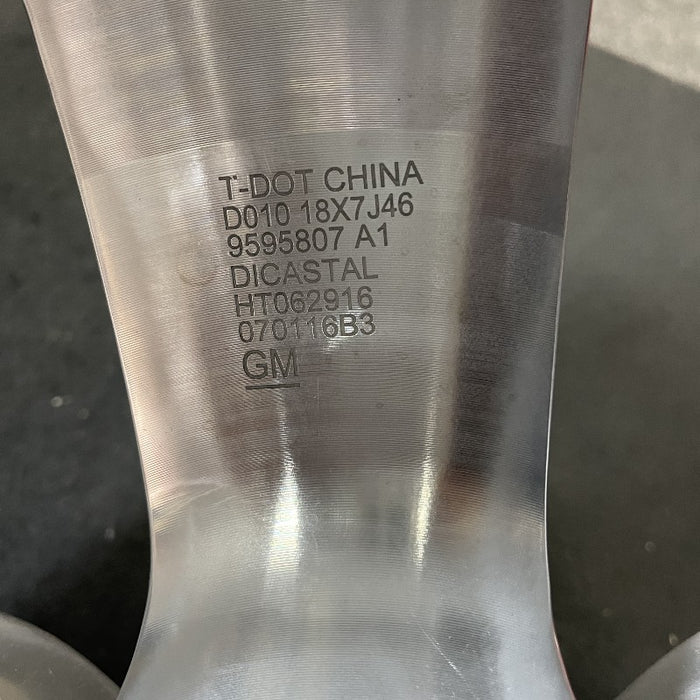 T-DOT CHINA
D010 18X7J46
9595807 A1
DICASTAL
HT062916
070116B3
GM